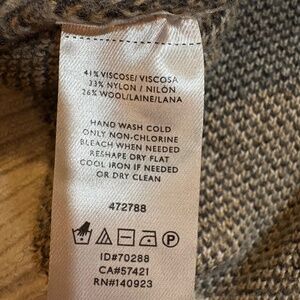 41% VISCOSE/ VISCOSA
33% NYLON / NILÓN
26% WOOL/LAINE/LANA
HAND WASH COLD
ONLY NON-CHLORINE
BLEACH WHEN NEEDED
RESHAPE DRY FLAT
COOL IRON IF NEEDED
OR DRY CLEAN
472788
P
ID#70288
CA#57421
RN#140923